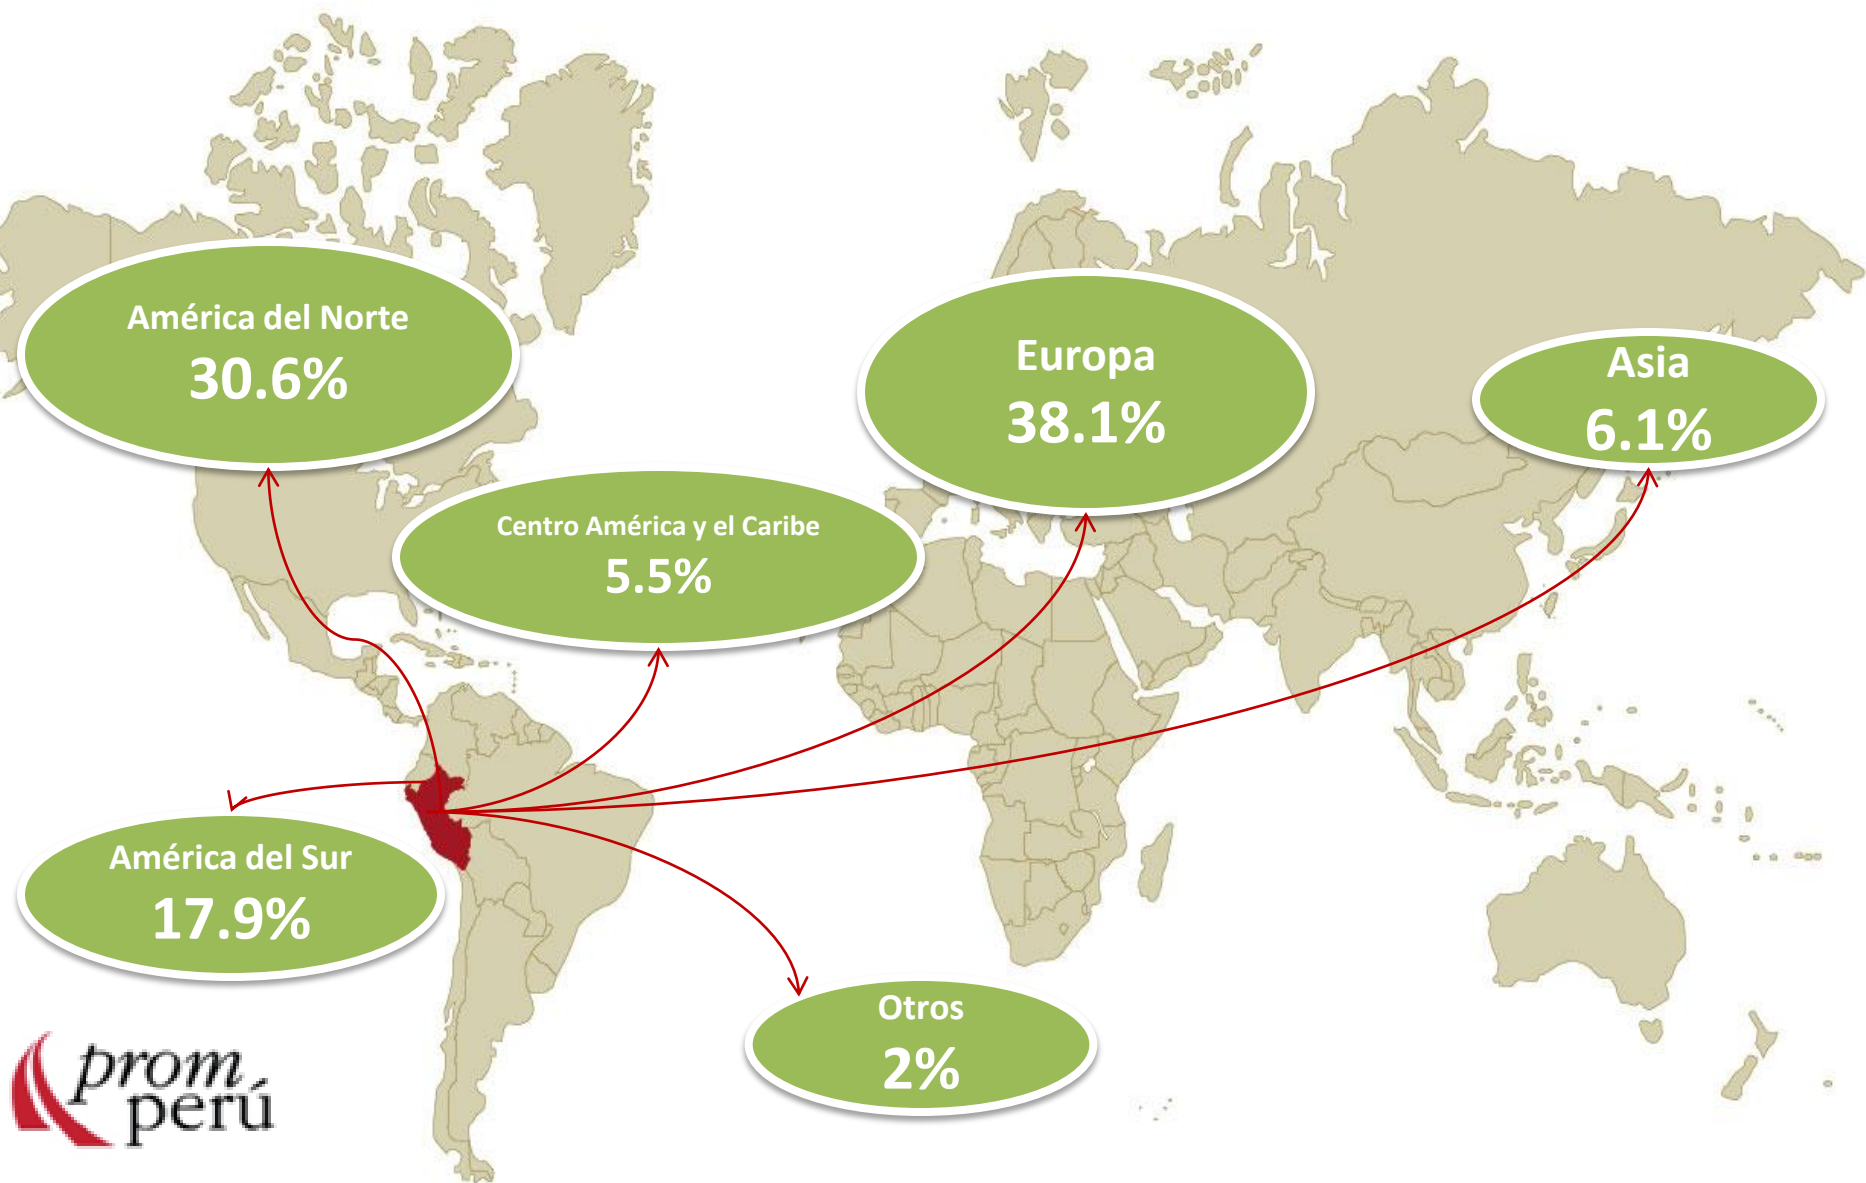 América del Norte
30.6%
Europa
38.1%
Asia
6.1%
Centro América y el Caribe
5.5%
América del Sur
17.9%
Otros
2%
prom
perú